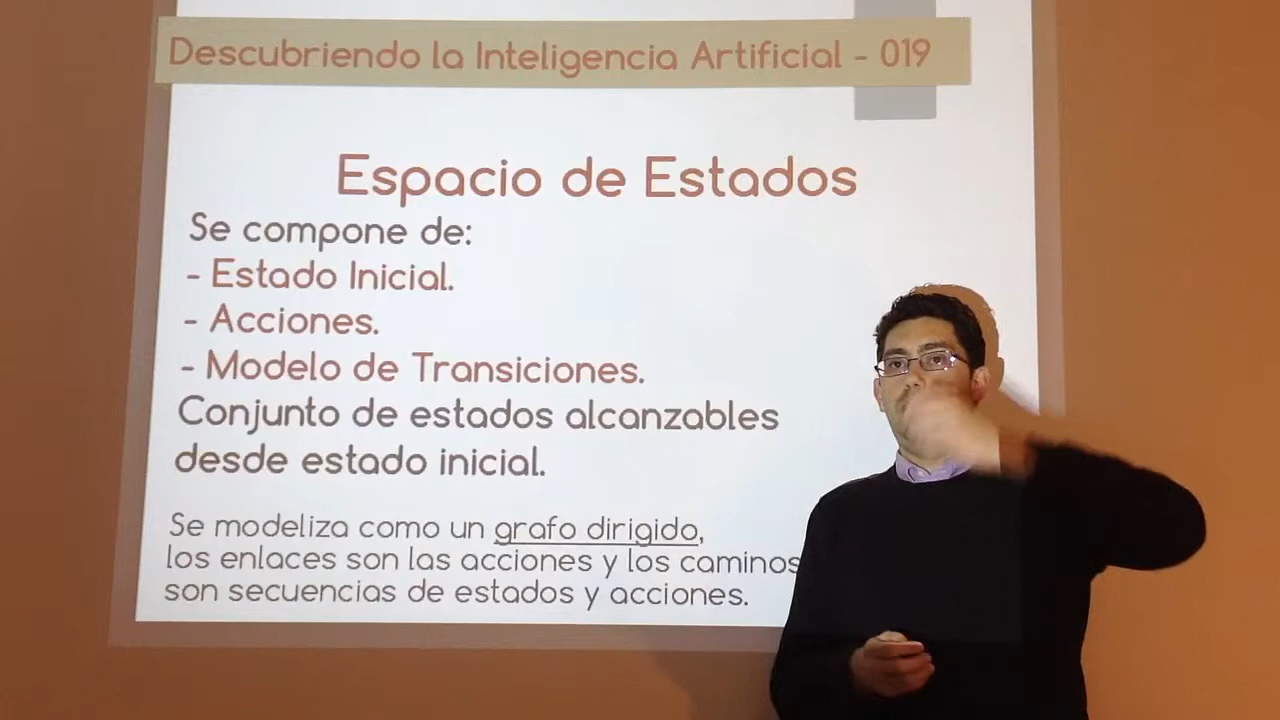 Descubriendo la Inteligencia Artificial - 019
Espacio de Estados
Se compone de:
- Estado Inicial.
- Acciones.
- Modelo de Transiciones.
Conjunto de estados alcanzables
desde estado inicial.
Se modeliza como un grafo dirigido,
los enlaces son las acciones y los caminos
son secuencias de estados y acciones.